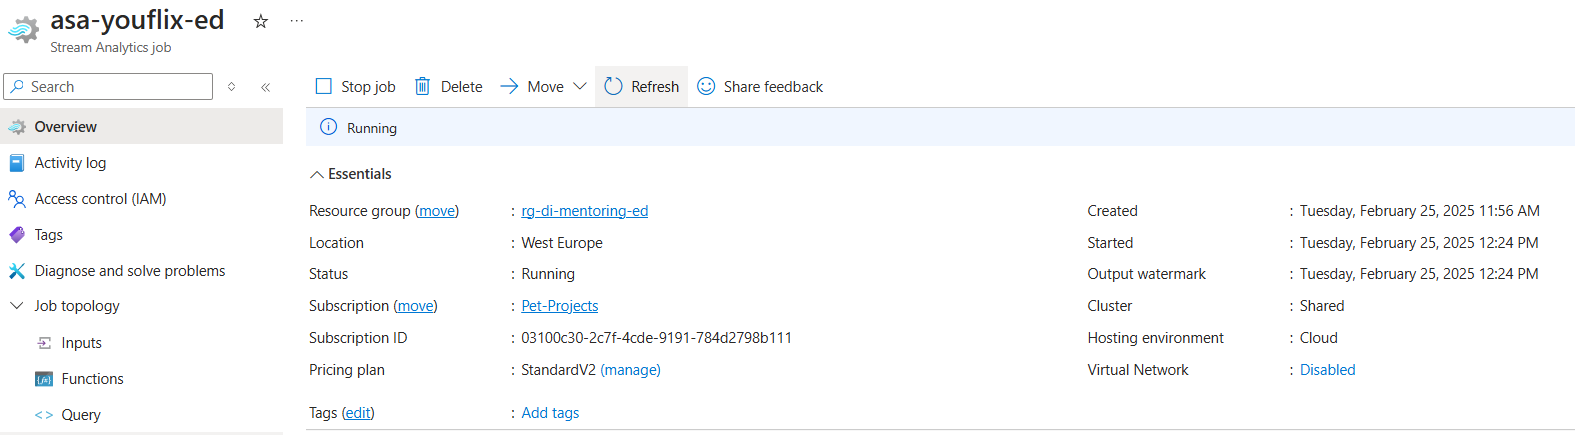 asa-youflix-ed
Stream Analytics job
Search
Overview
Activity log
Access control (IAM)
Tags
Diagnose and solve problems
Job topology
Inputs
Functions
Query
Stop job Delete Move Refresh Share feedback
Running
Essentials
Resource group (move) : rg-di-mentoring-ed
Location : West Europe
Status : Running
Subscription (move) : Pet-Projects
Subscription ID : 03100c30-2c7f-4cde-9191-784d2798b111
Pricing plan : StandardV2 (manage)
Tags (edit) : Add tags
Created : Tuesday, February 25, 2025 11:56 AM
Started : Tuesday, February 25, 2025 12:24 PM
Output watermark : Tuesday, February 25, 2025 12:24 PM
Cluster : Shared
Hosting environment : Cloud
Virtual Network : Disabled